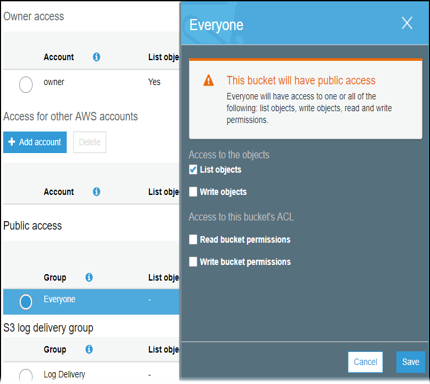 Owner access
Account List obje
owner Yes
Access for other AWS accounts
+ Add account Delete
Account List obje
Public access
Group List obje
Everyone -
S3 log delivery group
Group List obje
Log Delivery -
Everyone
This bucket will have public access
Everyone will have access to one or all of the
following: list objects, write objects, read and write
permissions.
Access to the objects
List objects
Write objects
Access to this bucket's ACL
Read bucket permissions
Write bucket permissions
Cancel Save